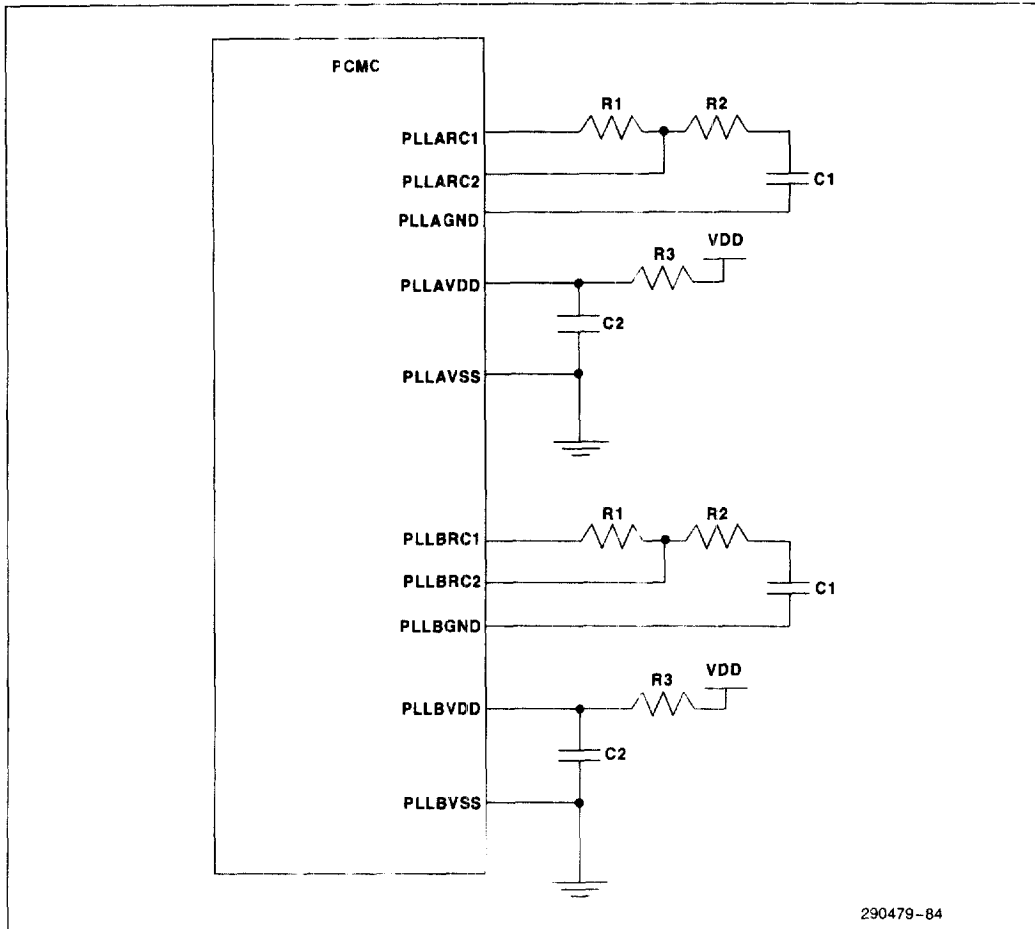 PCMC
R1 R2
PLLARC1
PLLARC2
C1
PLLAGND
VDD
R3
PLLAVDD
C2
PLLAVSS
R1 R2
PLLBRC1
PLLBRC2
C1
PLLBGND
VDD
R3
PLLBVDD
C2
PLLBVSS
290479-84